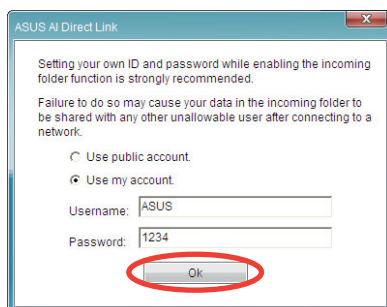 ASUS AI Direct Link
Setting your own ID and password while enabling the incoming
folder function is strongly recommended.
Failure to do so may cause your data in the incoming folder to
be shared with any other unallowable user after connecting to a
network.
Use public account.
Use my account.
Username: ASUS
Password: 1234
Ok